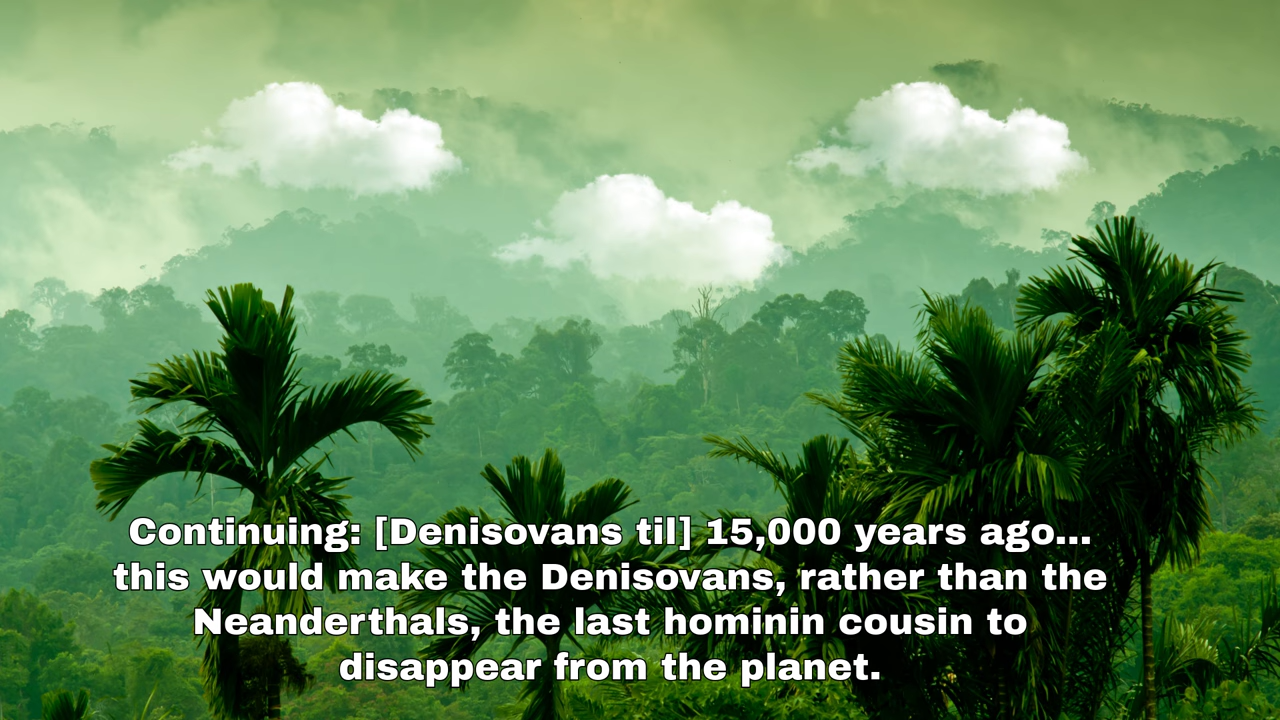 Continuing: [Denisovans til] 15,000 years ago...
this would make the Denisovans, rather than the
Neanderthals, the last hominin cousin to
disappear from the planet.